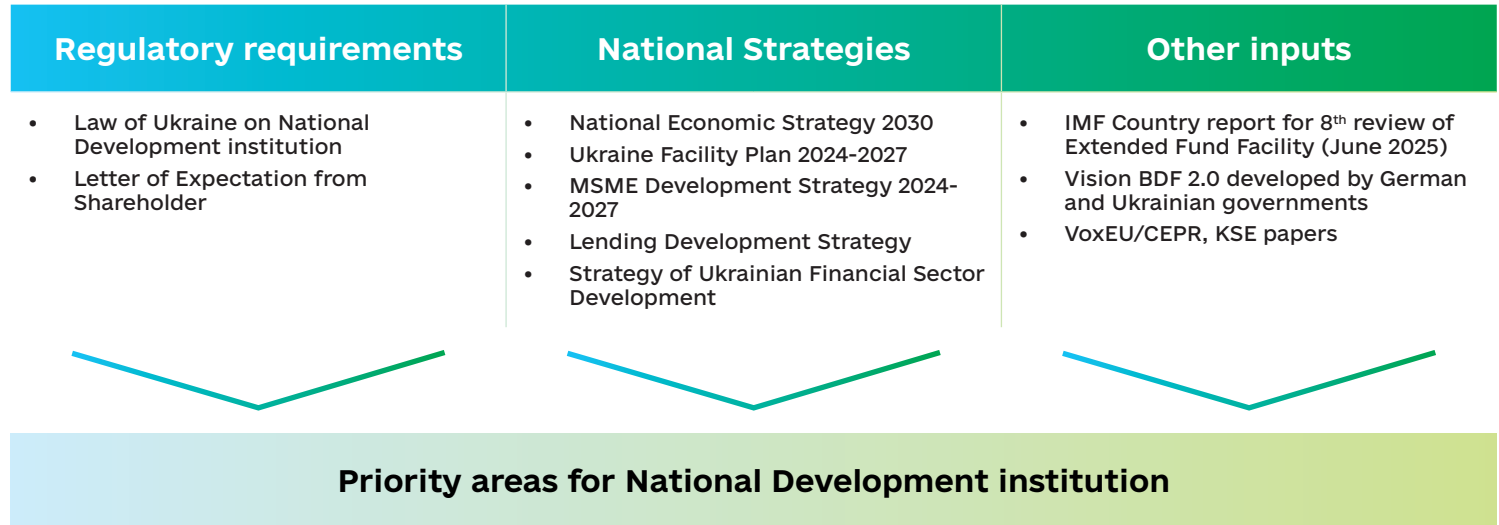 Regulatory requirements
National Strategies
Other inputs
• Law of Ukraine on National
Development institution
• Letter of Expectation from
Shareholder
• National Economic Strategy 2030
• Ukraine Facility Plan 2024-2027
• MSME Development Strategy 2024-
2027
• Lending Development Strategy
• Strategy of Ukrainian Financial Sector
Development
• IMF Country report for 8th review of
Extended Fund Facility (June 2025)
• Vision BDF 2.0 developed by German
and Ukrainian governments
• VoxEU/CEPR, KSE papers
Priority areas for National Development institution